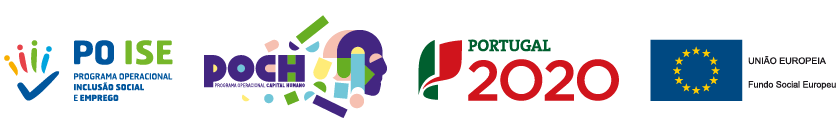 PO ISE
PROGRAMA OPERACIONAL
INCLUSÃO SOCIAL
E EMPREGO
POCH
PROGRAMA OPERACIONAL CAPITAL HUMANO
PORTUGAL
2020
UNIÃO EUROPEIA
Fundo Social Europeu